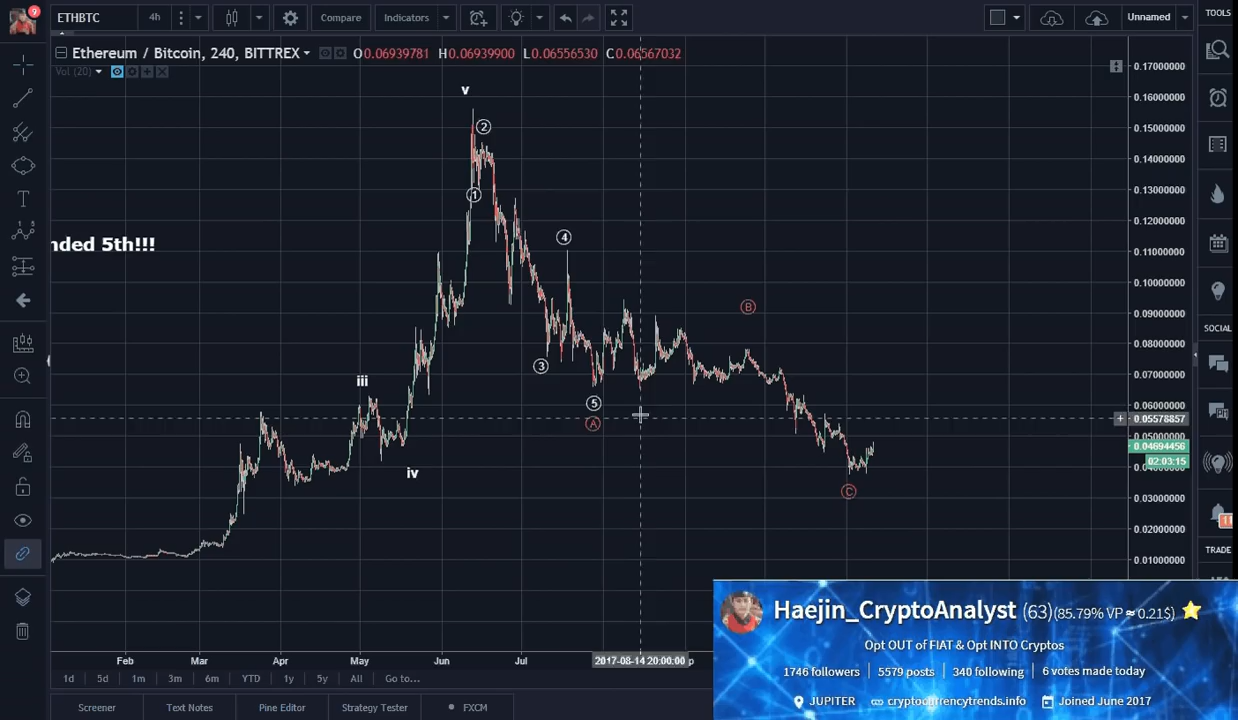 9
ETHBTC 4h Compare Indicators Unnamed
TOOLS
Ethereum / Bitcoin, 240, BITTREX O0.06939781 H0.06939900 L0.06556530 C0.06567032
Vol (20)
0.17000000
v
0.16000000
2
0.15000000
0.14000000
1
0.13000000
0.12000000
4
nded 5th!!!
0.11000000
0.10000000
B
0.09000000
SOCIAL
0.08000000
3
iii
0.07000000
5
0.06000000
A
0.05578857
0.05000000
0.04694456
02:03:15
iv
C
0.03000000
0.02000000
11
TRADE
0.01000000
Haejin_CryptoAnalyst (63)(85.79% VP ≈ 0.21$)
Opt OUT of FIAT & Opt INTO Cryptos
1746 followers 5579 posts 340 following 6 votes made today
JUPITER cryptocurrencytrends.info Joined June 2017
Feb Mar Apr May Jun Jul 2017-08-14 20:00:00 p
1d 5d 1m 3m 6m YTD 1y 5y All Go to...
Screener Text Notes Pine Editor Strategy Tester FXCM